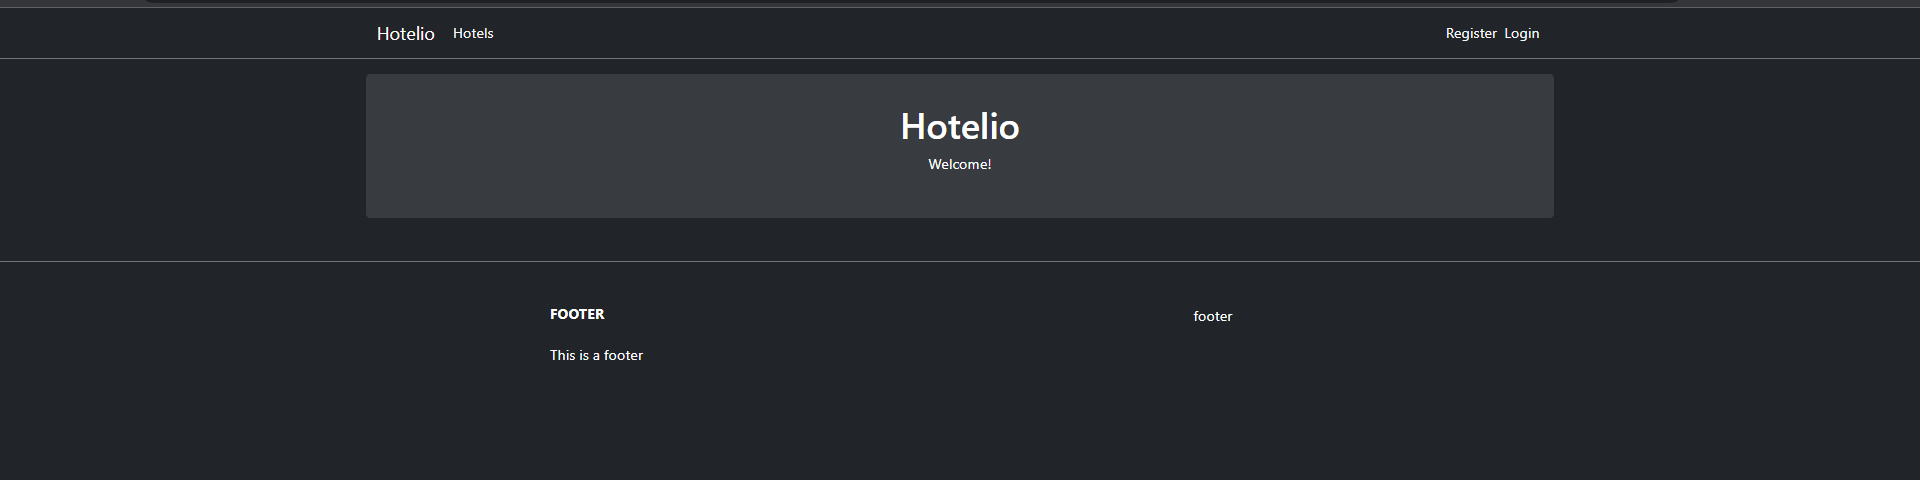 Hotelio Hotels Register Login
Hotelio
Welcome!
FOOTER
footer
This is a footer